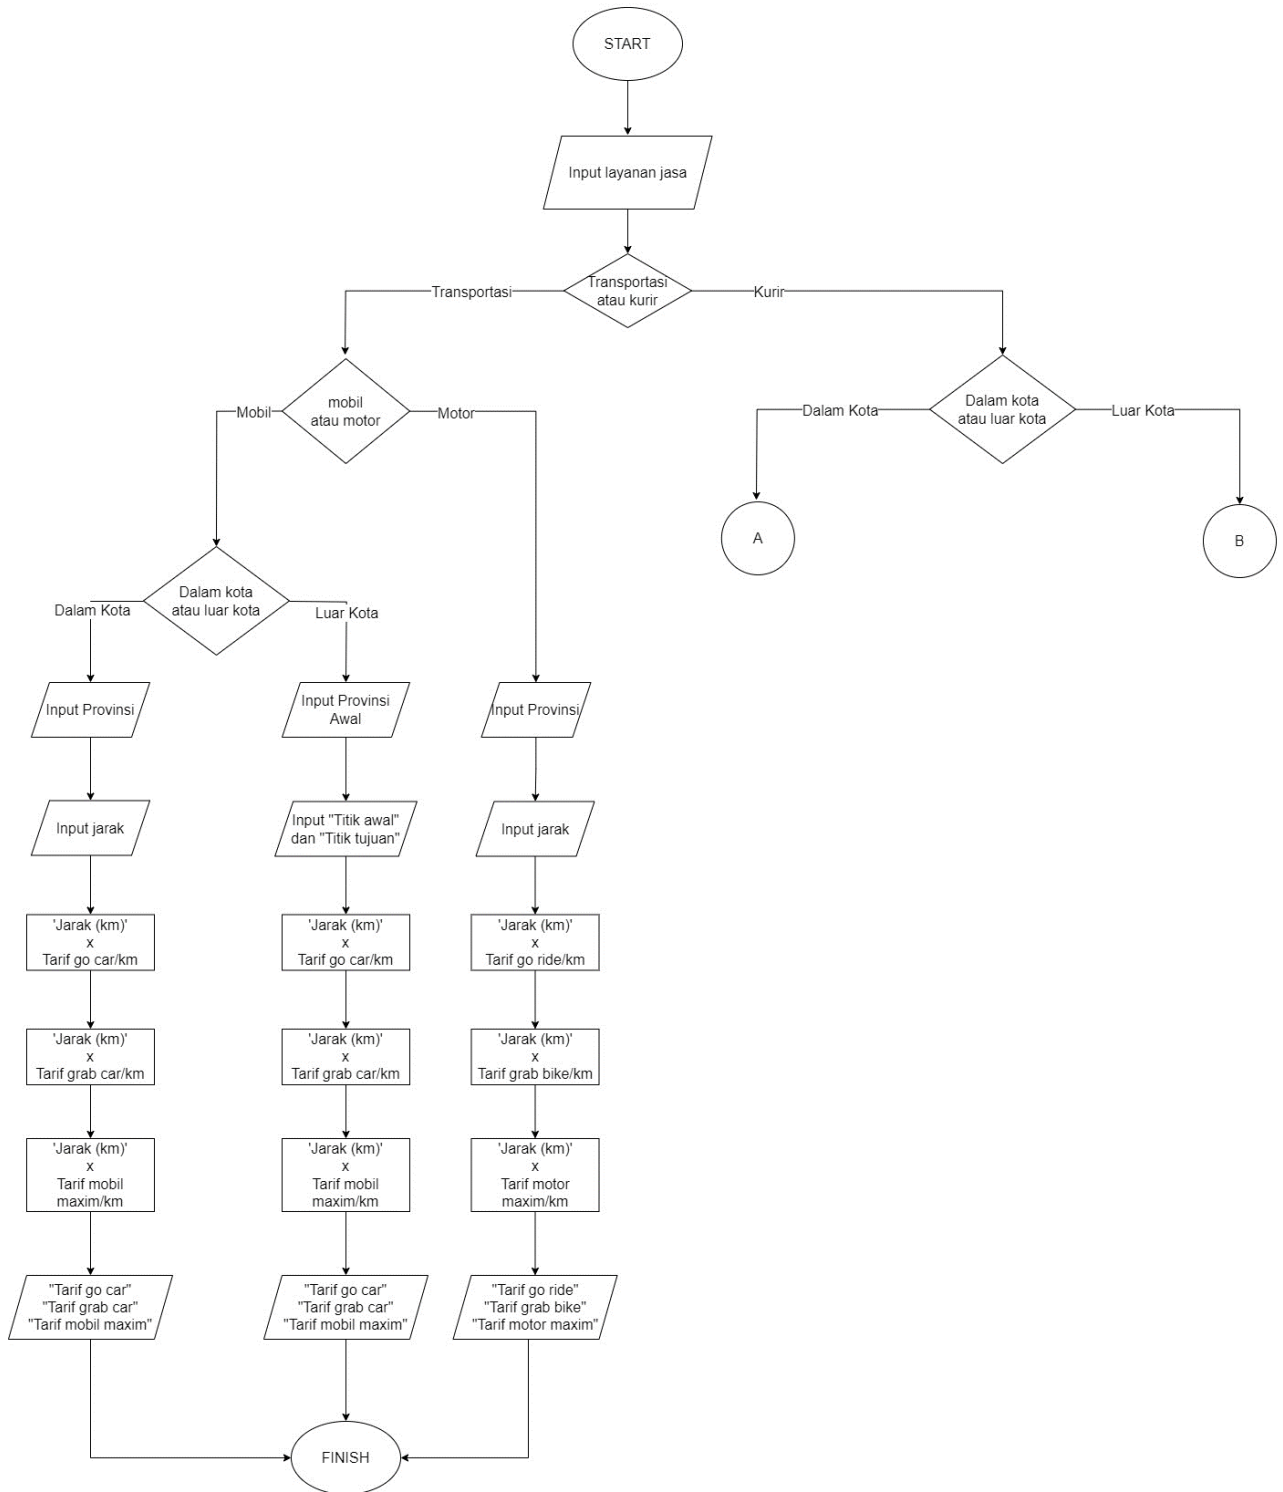 START
Input layanan jasa
Transportasi
atau kurir
Transportasi
Kurir
mobil
atau motor
Mobil
Motor
Dalam kota
atau luar kota
Dalam Kota
Luar Kota
A
B
Dalam kota
atau luar kota
Dalam Kota
Luar Kota
Input Provinsi
Input Provinsi
Awal
Input Provinsi
Input jarak
Input "Titik awal"
dan "Titik tujuan"
Input jarak
'Jarak (km)'
x
Tarif go car/km
'Jarak (km)'
x
Tarif go car/km
'Jarak (km)'
x
Tarif go ride/km
'Jarak (km)'
x
Tarif grab car/km
'Jarak (km)'
x
Tarif grab car/km
'Jarak (km)'
x
Tarif grab bike/km
'Jarak (km)'
x
Tarif mobil
maxim/km
'Jarak (km)'
x
Tarif mobil
maxim/km
'Jarak (km)'
x
Tarif motor
maxim/km
"Tarif go car"
"Tarif grab car"
"Tarif mobil maxim"
"Tarif go car"
"Tarif grab car"
"Tarif mobil maxim"
"Tarif go ride"
"Tarif grab bike"
"Tarif motor maxim"
FINISH